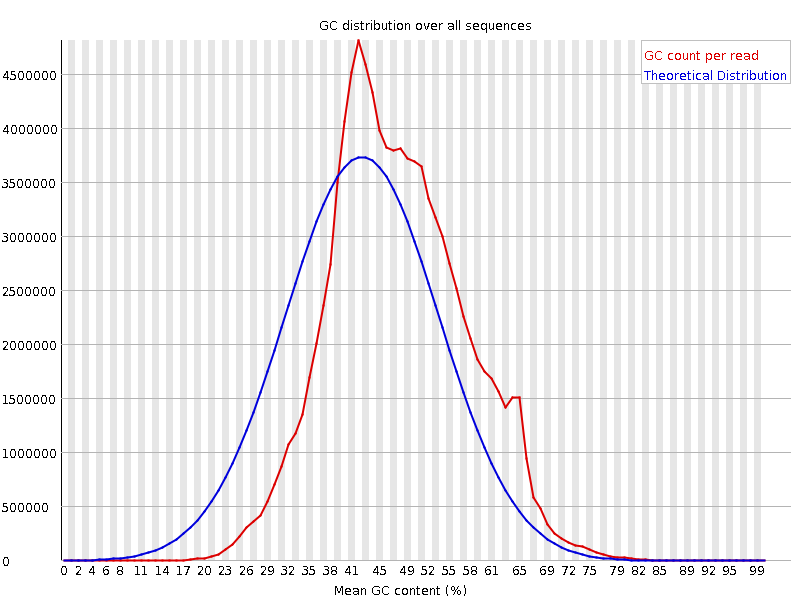 GC distribution over all sequences
GC count per read
Theoretical Distribution
4500000
4000000
3500000
3000000
2500000
2000000
1500000
1000000
500000
0
0 2 4 6 8 11 14 17 20 23 26 29 32 35 38 41 45 49 52 55 58 61 65 69 72 75 79 82 85 89 92 95 99
Mean GC content (%)